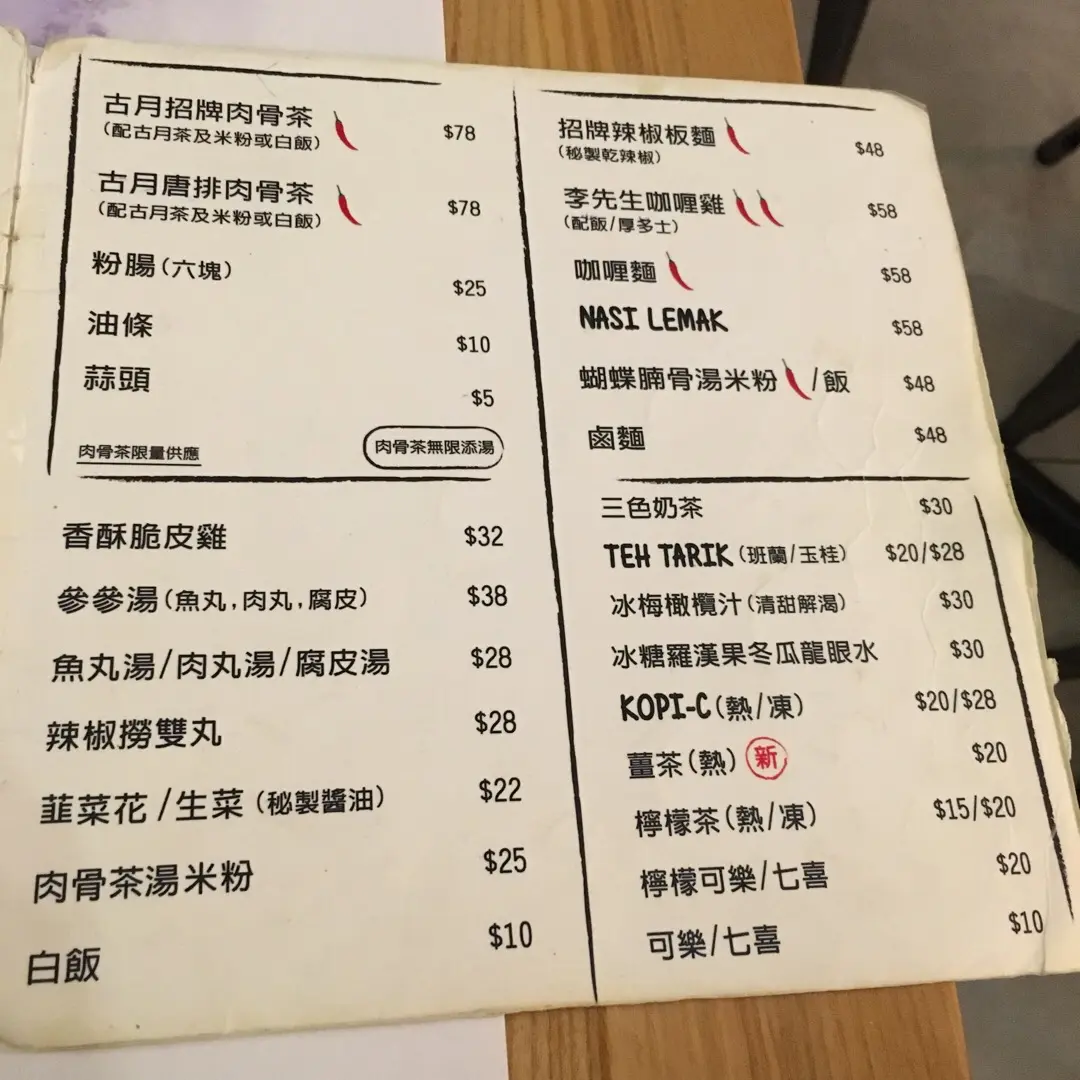 古月招牌肉骨茶 $78
(配古月茶及米粉或白飯)
古月唐排肉骨茶 $78
(配古月茶及米粉或白飯)
粉腸(六塊) $25
油條 $10
蒜頭 $5
肉骨茶限量供應 肉骨茶無限添湯
香酥脆皮雞 $32
參參湯(魚丸,肉丸,腐皮) $38
魚丸湯/肉丸湯/腐皮湯 $28
辣椒撈雙丸 $28
韮菜花/生菜(秘製醬油) $22
肉骨茶湯米粉 $25
白飯 $10
招牌辣椒板麵 $48
(秘製乾辣椒)
李先生咖喱雞 $58
(配飯/厚多士)
咖喱麵 $58
NASI LEMAK $58
蝴蝶腩骨湯米粉/飯 $48
鹵麵 $48
三色奶茶 $30
TEH TARIK(班蘭/玉桂) $20/$28
冰梅橄欖汁(清甜解渴) $30
冰糖羅漢果冬瓜龍眼水 $30
KOPI-C(熱/凍) $20/$28
薑茶(熱) 新 $20
檸檬茶(熱/凍) $15/$20
檸檬可樂/七喜 $20
可樂/七喜 $10